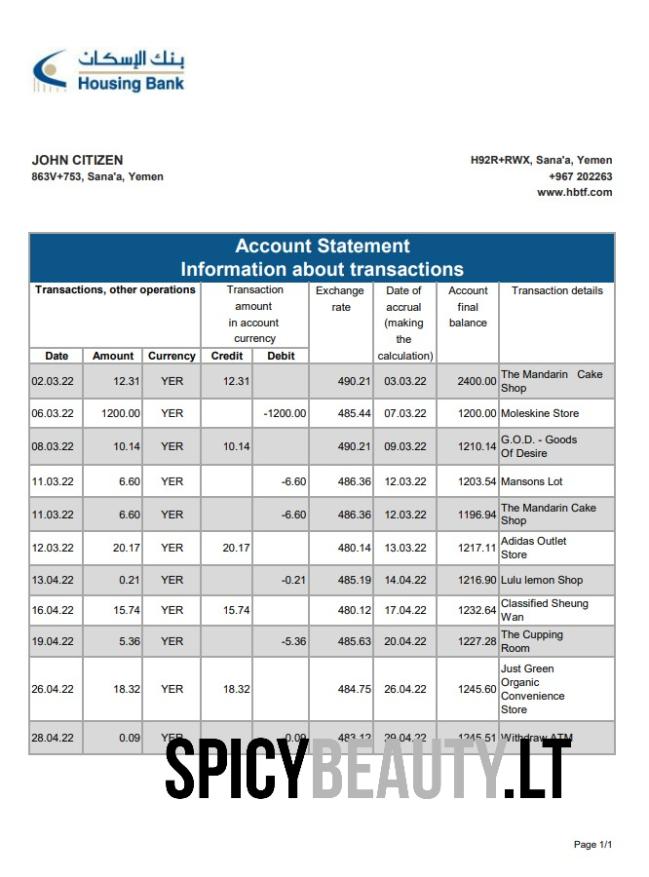 بنك الإسكان
Housing Bank
JOHN CITIZEN
863V+753, Sana'a, Yemen
H92R+RWX, Sana'a, Yemen
+967 202263
www.hbtf.com
Account Statement
Information about transactions
Transactions, other operations Transaction amount in account currency Exchange rate Date of accrual (making the calculation) Account final balance Transaction details
Date Amount Currency Credit Debit
02.03.22 12.31 YER 12.31 490.21 03.03.22 2400.00 The Mandarin Cake Shop
06.03.22 1200.00 YER -1200.00 485.44 07.03.22 1200.00 Moleskine Store
08.03.22 10.14 YER 10.14 490.21 09.03.22 1210.14 G.O.D. - Goods Of Desire
11.03.22 6.60 YER -6.60 486.36 12.03.22 1203.54 Mansons Lot
11.03.22 6.60 YER -6.60 486.36 12.03.22 1196.94 The Mandarin Cake Shop
12.03.22 20.17 YER 20.17 480.14 13.03.22 1217.11 Adidas Outlet Store
13.04.22 0.21 YER -0.21 485.19 14.04.22 1216.90 Lulu lemon Shop
16.04.22 15.74 YER 15.74 480.12 17.04.22 1232.64 Classified Sheung Wan
19.04.22 5.36 YER -5.36 485.63 20.04.22 1227.28 The Cupping Room
26.04.22 18.32 YER 18.32 484.75 26.04.22 1245.60 Just Green Organic Convenience Store
28.04.22 0.09 YER -0.09 483.12 29.04.22 1245.51 Withdraw ATM
SPICYBEAUTY.LT
Page 1/1